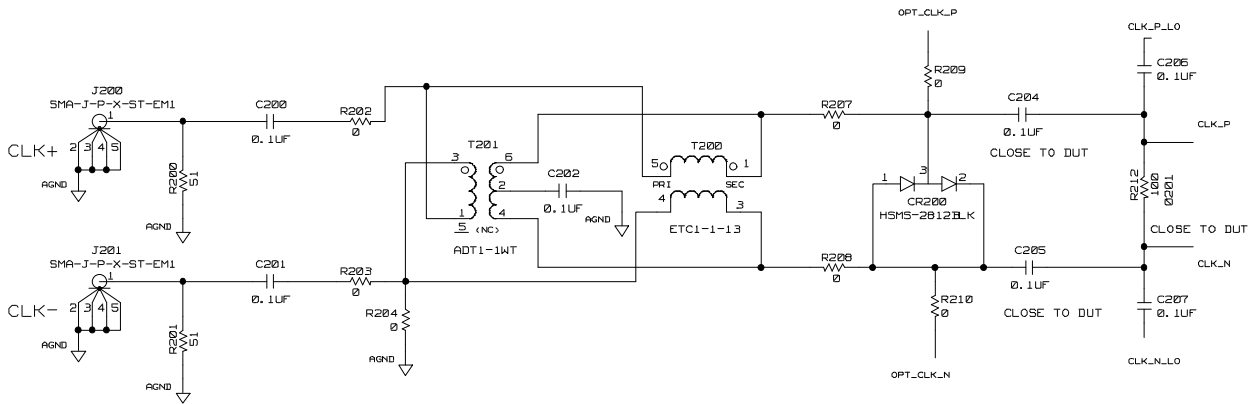 OPT_CLK_P
CLK_P_LO
J200
SMA-J-P-X-ST-EM1
1
CLK+
2 3 4 5
AGND
R200
51
AGND
C200
0.1UF
R202
0
T201
3
6
2
1
4
5 (NC)
ADT1-1WT
C202
0.1UF
AGND
T200
5
1
PRI
SEC
4
3
ETC1-1-13
R207
0
R209
0
C204
0.1UF
CLOSE TO DUT
C206
0.1UF
CLK_P
1
3
2
CR200
R212
100
0201
CLOSE TO DUT
J201
SMA-J-P-X-ST-EM1
1
CLK-
2 3 4 5
AGND
R201
51
AGND
C201
0.1UF
R203
0
R204
0
AGND
R208
0
R210
0
OPT_CLK_N
C205
0.1UF
CLOSE TO DUT
CLK_N
C207
0.1UF
CLK_N_LO